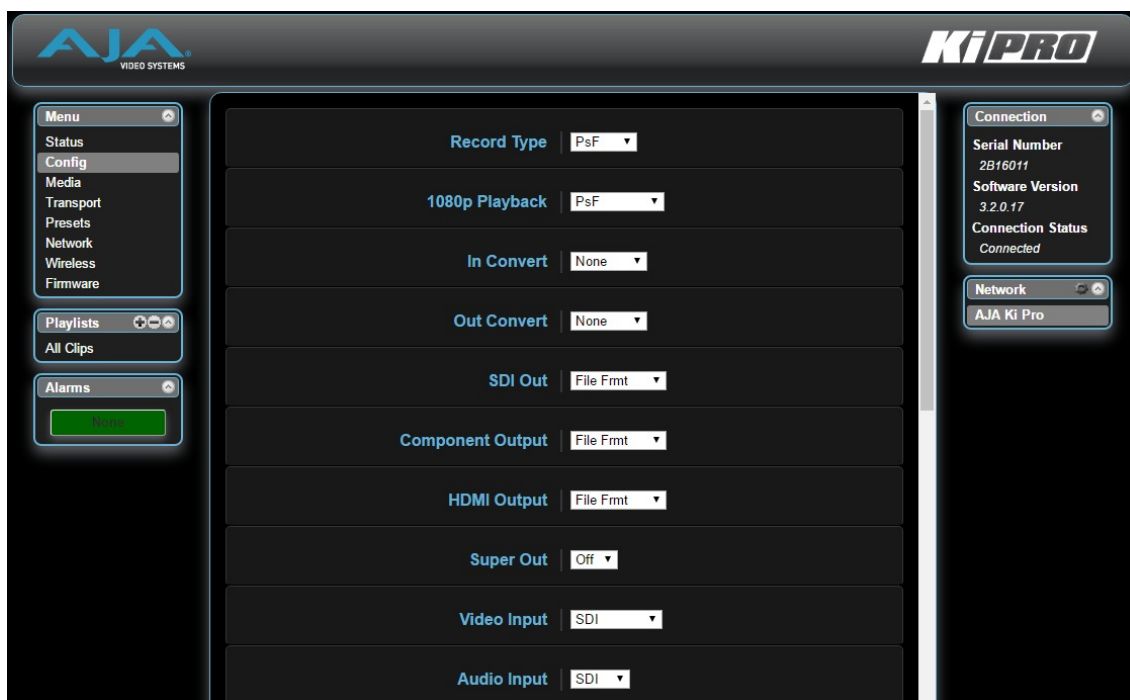 AJA
VIDEO SYSTEMS
Ki PRO
Menu
Status
Config
Media
Transport
Presets
Network
Wireless
Firmware
Playlists
All Clips
Alarms
None
Record Type PsF
1080p Playback PsF
In Convert None
Out Convert None
SDI Out File Frmt
Component Output File Frmt
HDMI Output File Frmt
Super Out Off
Video Input SDI
Audio Input SDI
Connection
Serial Number
2B16011
Software Version
3.2.0.17
Connection Status
Connected
Network
AJA Ki Pro